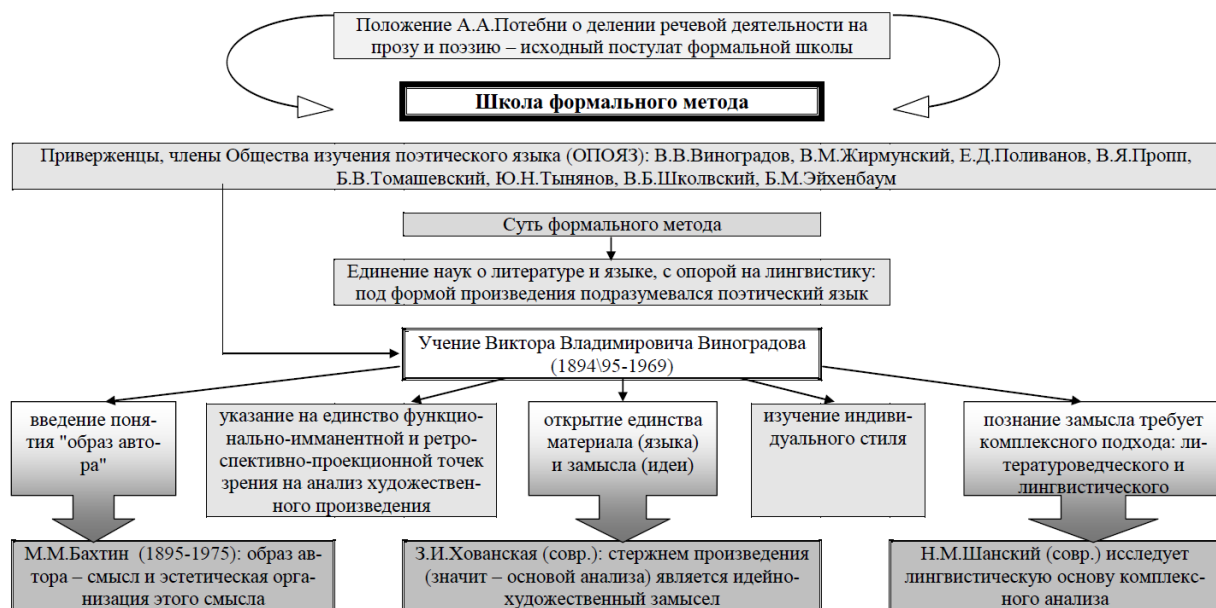 Положение А.А.Потебни о делении речевой деятельности на
прозу и поэзию – исходный постулат формальной школы
Школа формального метода
Приверженцы, члены Общества изучения поэтического языка (ОПОЯЗ): В.В.Виноградов, В.М.Жирмунский, Е.Д.Поливанов, В.Я.Пропп,
Б.В.Томашевский, Ю.Н.Тынянов, В.Б.Школвский, Б.М.Эйхенбаум
Суть формального метода
Единение наук о литературе и языке, с опорой на лингвистику:
под формой произведения подразумевался поэтический язык
Учение Виктора Владимировича Виноградова
(1894\95-1969)
введение поня-
тия "образ авто-
ра"
указание на единство функцио-
нально-имманентной и ретро-
спективно-проекционной точек
зрения на анализ художествен-
ного произведения
открытие единства
материала (языка)
и замысла (идеи)
изучение индиви-
дуального стиля
познание замысла требует
комплексного подхода: ли-
тературоведческого и
лингвистического
М.М.Бахтин (1895-1975): образ ав-
тора – смысл и эстетическая орга-
низация этого смысла
З.И.Хованская (совр.): стержнем произведения
(значит – основой анализа) является идейно-
художественный замысел
Н.М.Шанский (совр.) исследует
лингвистическую основу комплекс-
ного анализа